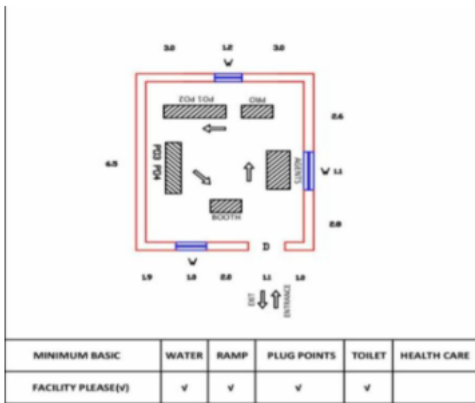 3.0 1.2 3.0
W
PO1 PO2 PRO
2.6
PO3 PO4
6.5
AGENTS
W 1.1
BOOTH
2.8
D
W
1.9 1.0 2.0 1.1 1.0
EXIT
ENTRANCE
MINIMUM BASIC WATER RAMP PLUG POINTS TOILET HEALTH CARE
FACILITY PLEASE(√) √ √ √ √